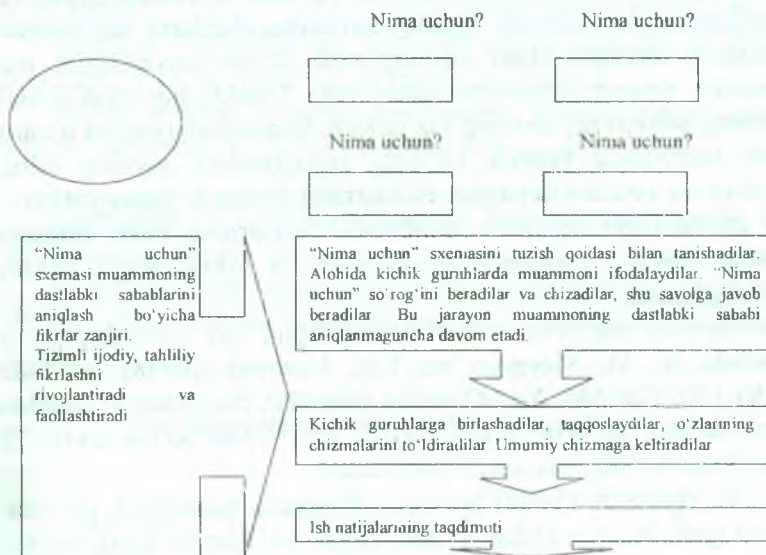 Nima uchun? Nima uchun?
Nima uchun? Nima uchun?
“Nima uchun”
sxemasi muammoning
dastlabki sabablarini
aniqlash bo‘yicha
fikrlar zanjiri.
Tizimli ijodiy, tahliliy
fikrlashni
rivojlantiradi va
faollashtiradi
“Nima uchun” sxemasini tuzish qoidasi bilan tanishadilar.
Alohida kichik guruhlarda muammoni ifodalaydilar. “Nima
uchun” so‘rog‘ini beradilar va chizadilar, shu savolga javob
beradilar Bu jarayon muammoning dastlabki sababi
aniqlanmaguncha davom etadi.
Kichik guruhlarga birlashadilar, taqqoslaydilar, o‘zlarining
chizmalarini to‘ldiradilar. Umumiy chizmaga keltiradilar
Ish natijalarining taqdimoti